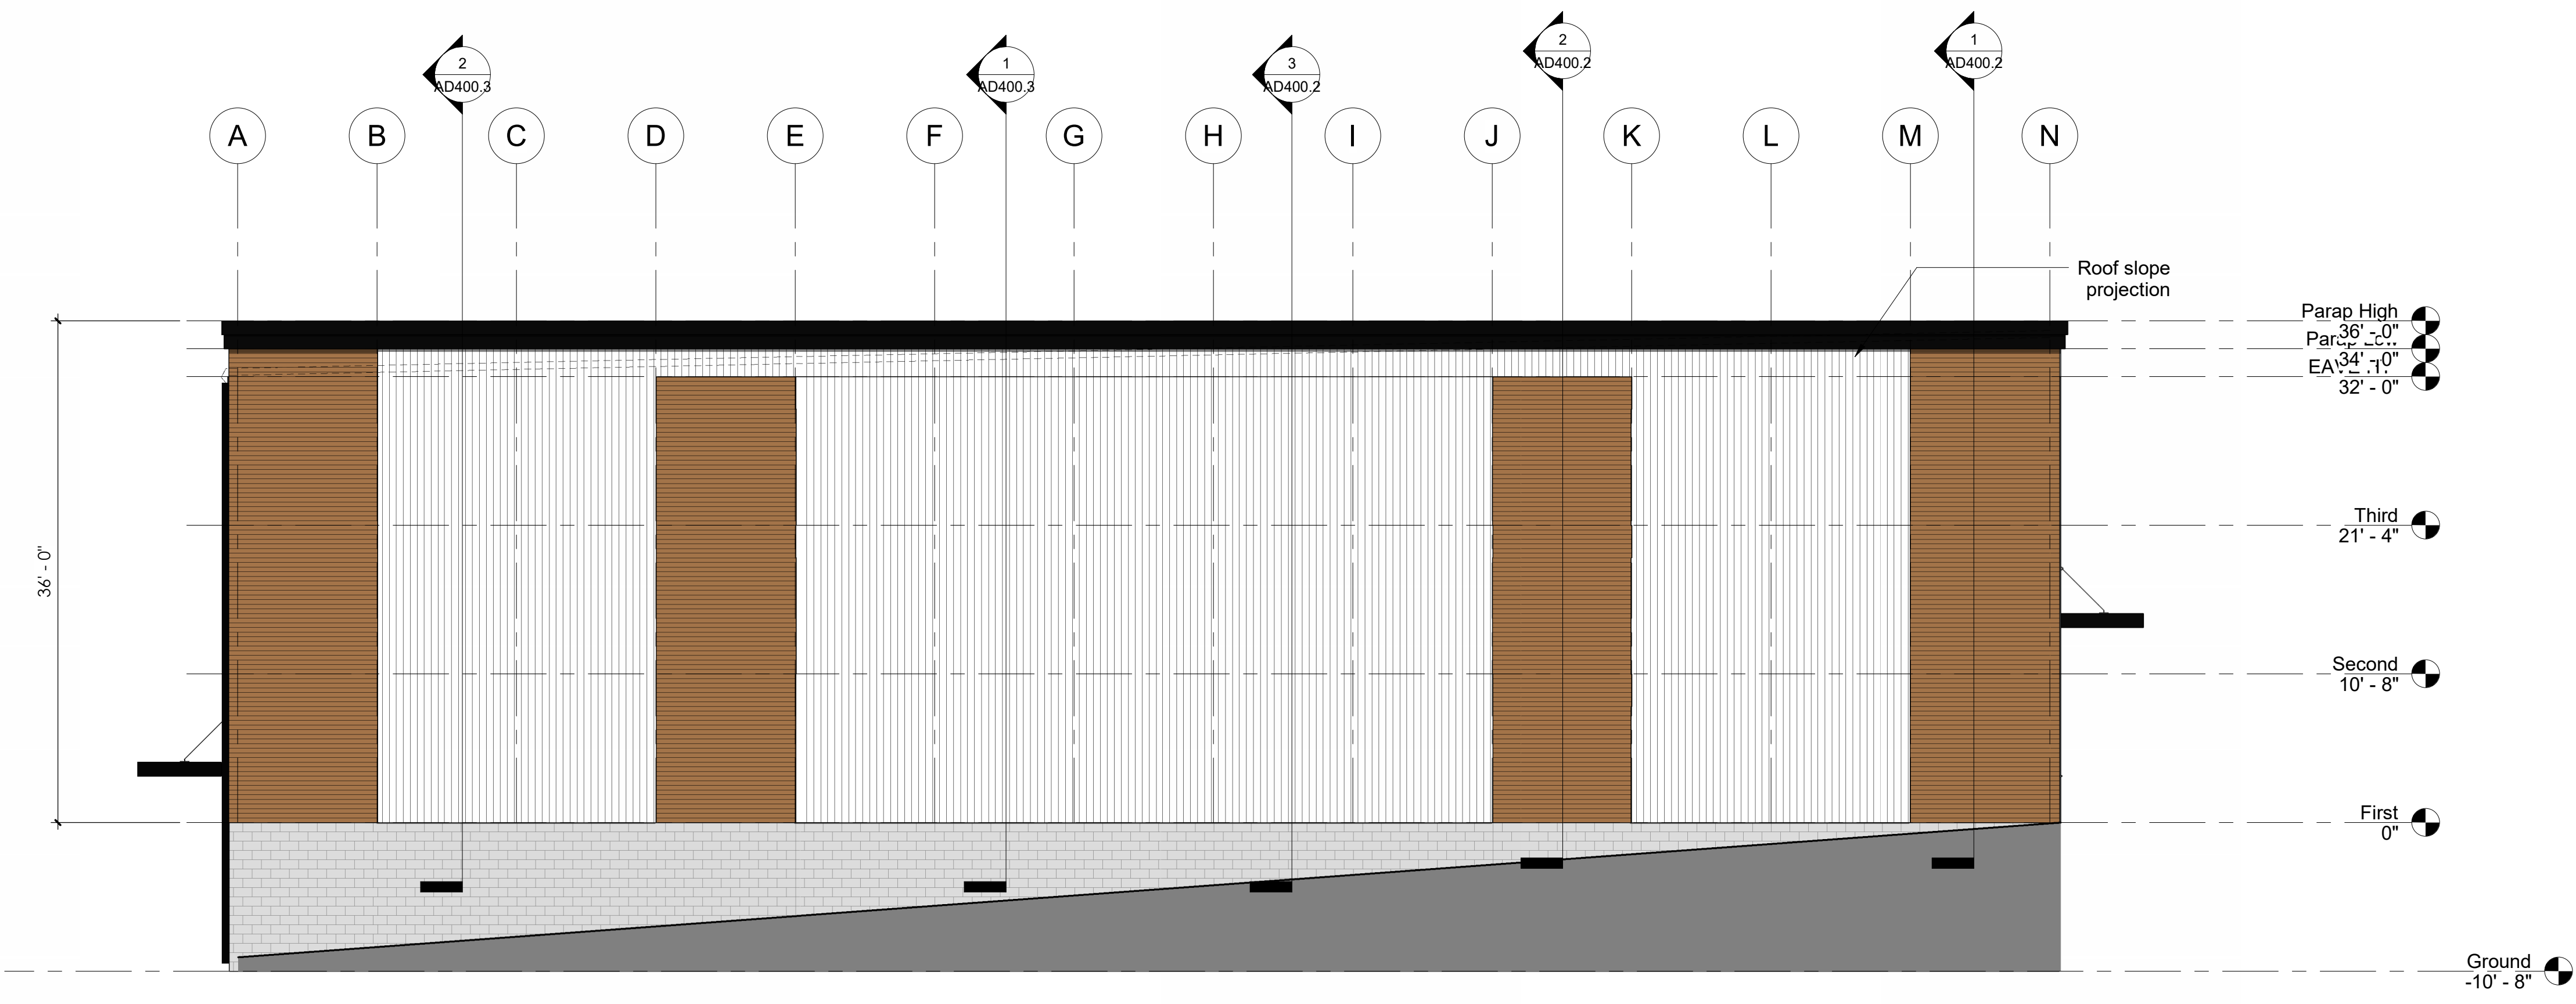 2
1
2
AD400.2
AD400.2
2
1
3
AD400.3
AD400.3
AD400.2
A
B
C
D
E
F
G
H
I
J
K
L
M
N
Roof slope
projection
Parap High
36' - 0"
34' - 0"
32' - 0"
Third
21' - 4"
36' - 0"
Second
10' - 8"
First
0"
Ground
-10' - 8"